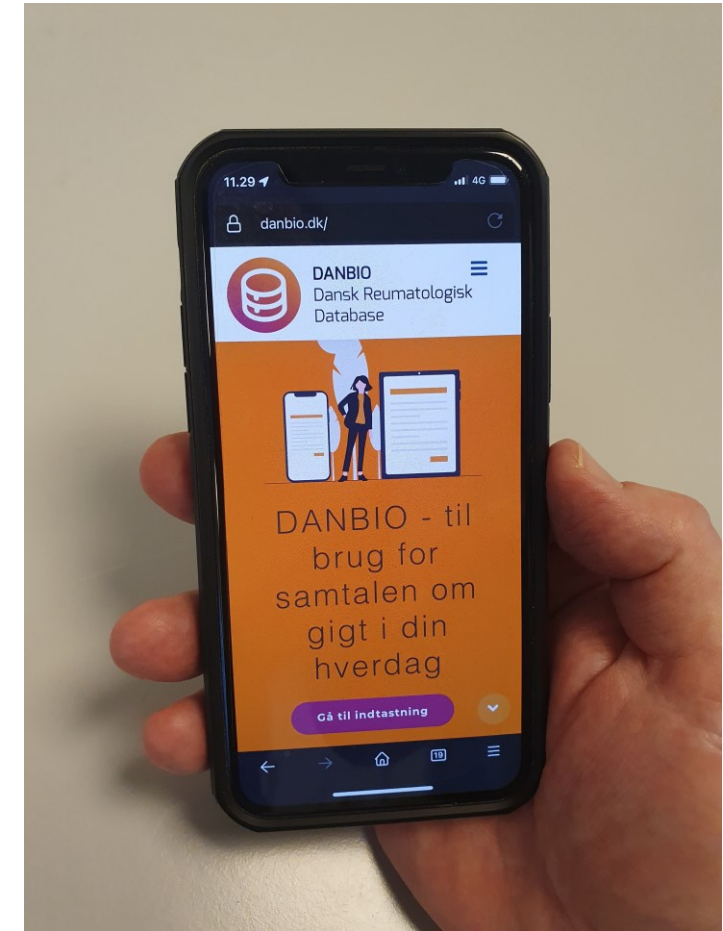 11.29
4G
danbio.dk/
DANBIO
Dansk Reumatologisk
Database
DANBIO - til
brug for
samtalen om
gigt i din
hverdag
Gå til indtastning
19